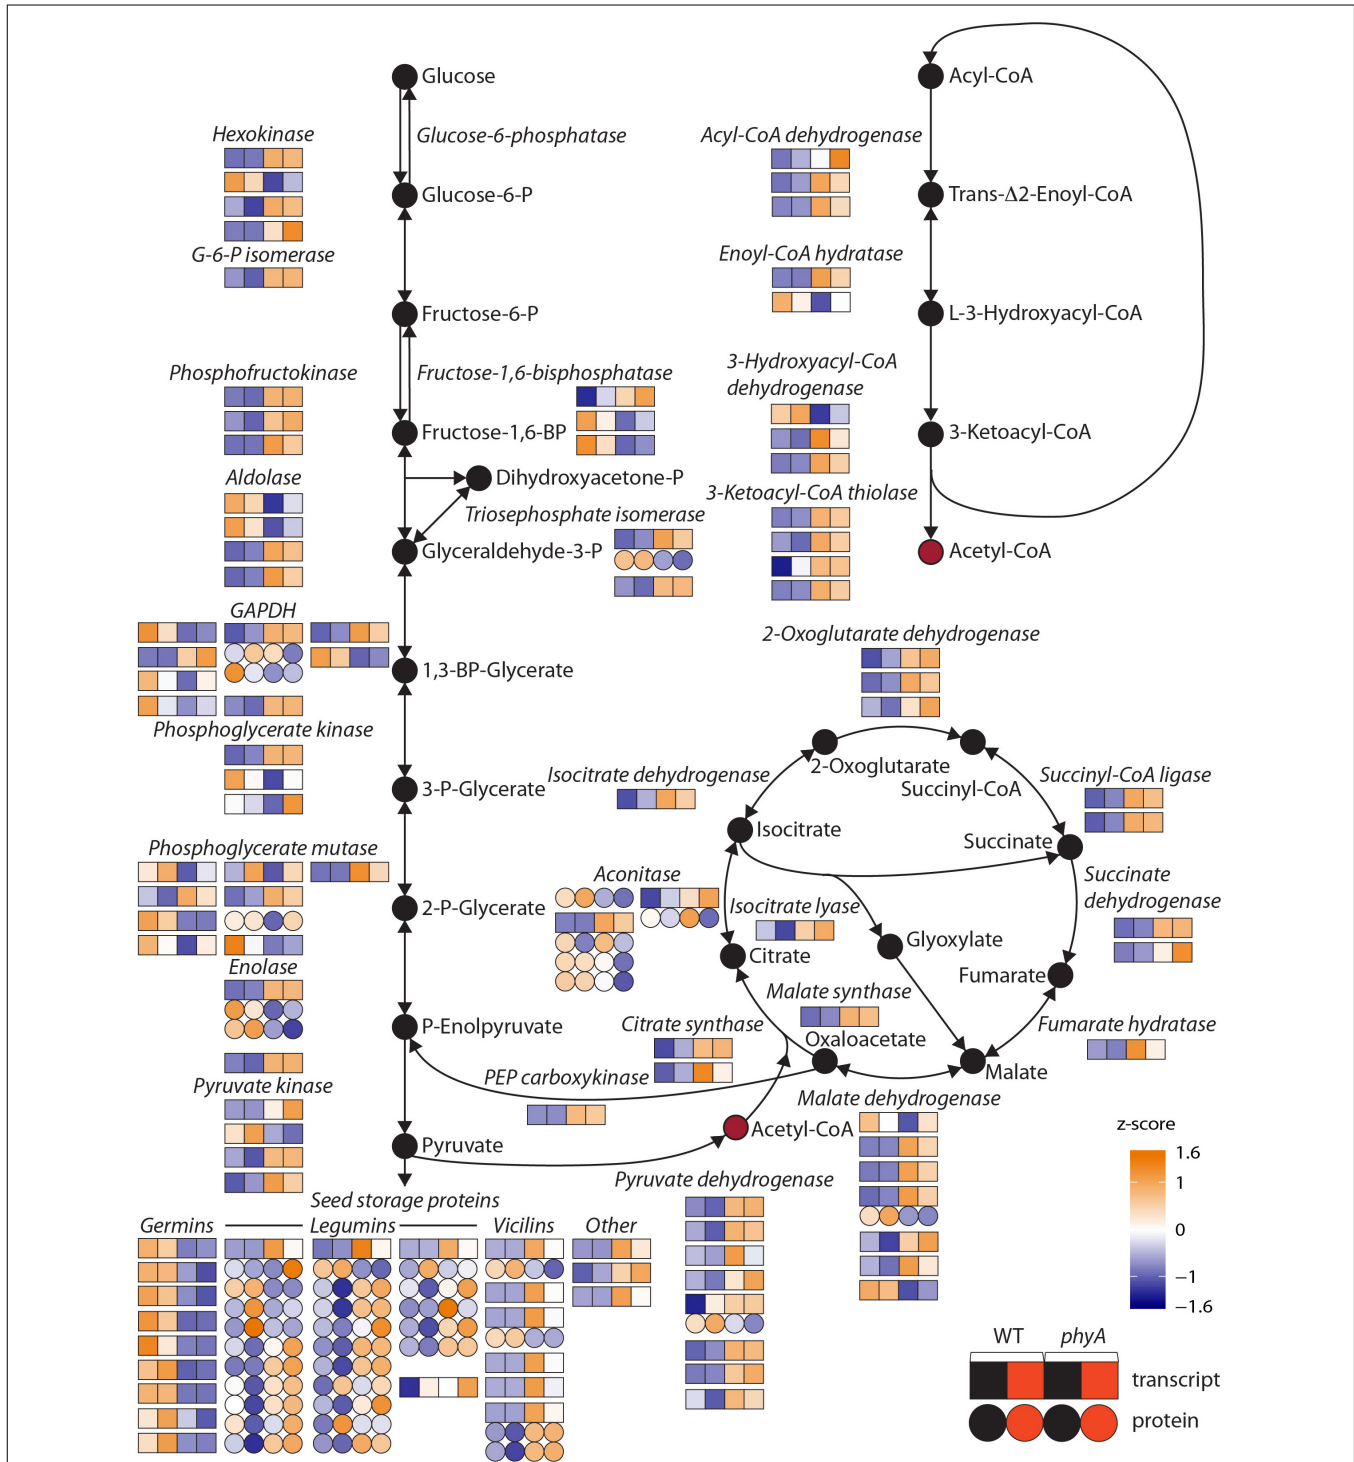 Glucose
Acyl-CoA
Hexokinase
Glucose-6-phosphatase
Acyl-CoA dehydrogenase
Glucose-6-P
Trans-Δ2-Enoyl-CoA
G-6-P isomerase
Enoyl-CoA hydratase
Fructose-6-P
L-3-Hydroxyacyl-CoA
Phosphofructokinase
Fructose-1,6-bisphosphatase
3-Hydroxyacyl-CoA
dehydrogenase
Fructose-1,6-BP
3-Ketoacyl-CoA
Aldolase
Dihydroxyacetone-P
3-Ketoacyl-CoA thiolase
Triosephosphate isomerase
Glyceraldehyde-3-P
Acetyl-CoA
GAPDH
2-Oxoglutarate dehydrogenase
1,3-BP-Glycerate
Phosphoglycerate kinase
2-Oxoglutarate
Isocitrate dehydrogenase
Succinyl-CoA ligase
Succinyl-CoA
3-P-Glycerate
Isocitrate
Succinate
Phosphoglycerate mutase
Aconitase
Succinate
dehydrogenase
2-P-Glycerate
Isocitrate lyase
Glyoxylate
Citrate
Enolase
Fumarate
Malate synthase
P-Enolpyruvate
Citrate synthase
Fumarate hydratase
Oxaloacetate
Malate
PEP carboxykinase
Pyruvate kinase
Malate dehydrogenase
z-score
Acetyl-CoA
Pyruvate
1.6
Pyruvate dehydrogenase
1
Seed storage proteins
Germins
Legumins
Vicilins
Other
0
−1
−1.6
WT
phyA
transcript
protein